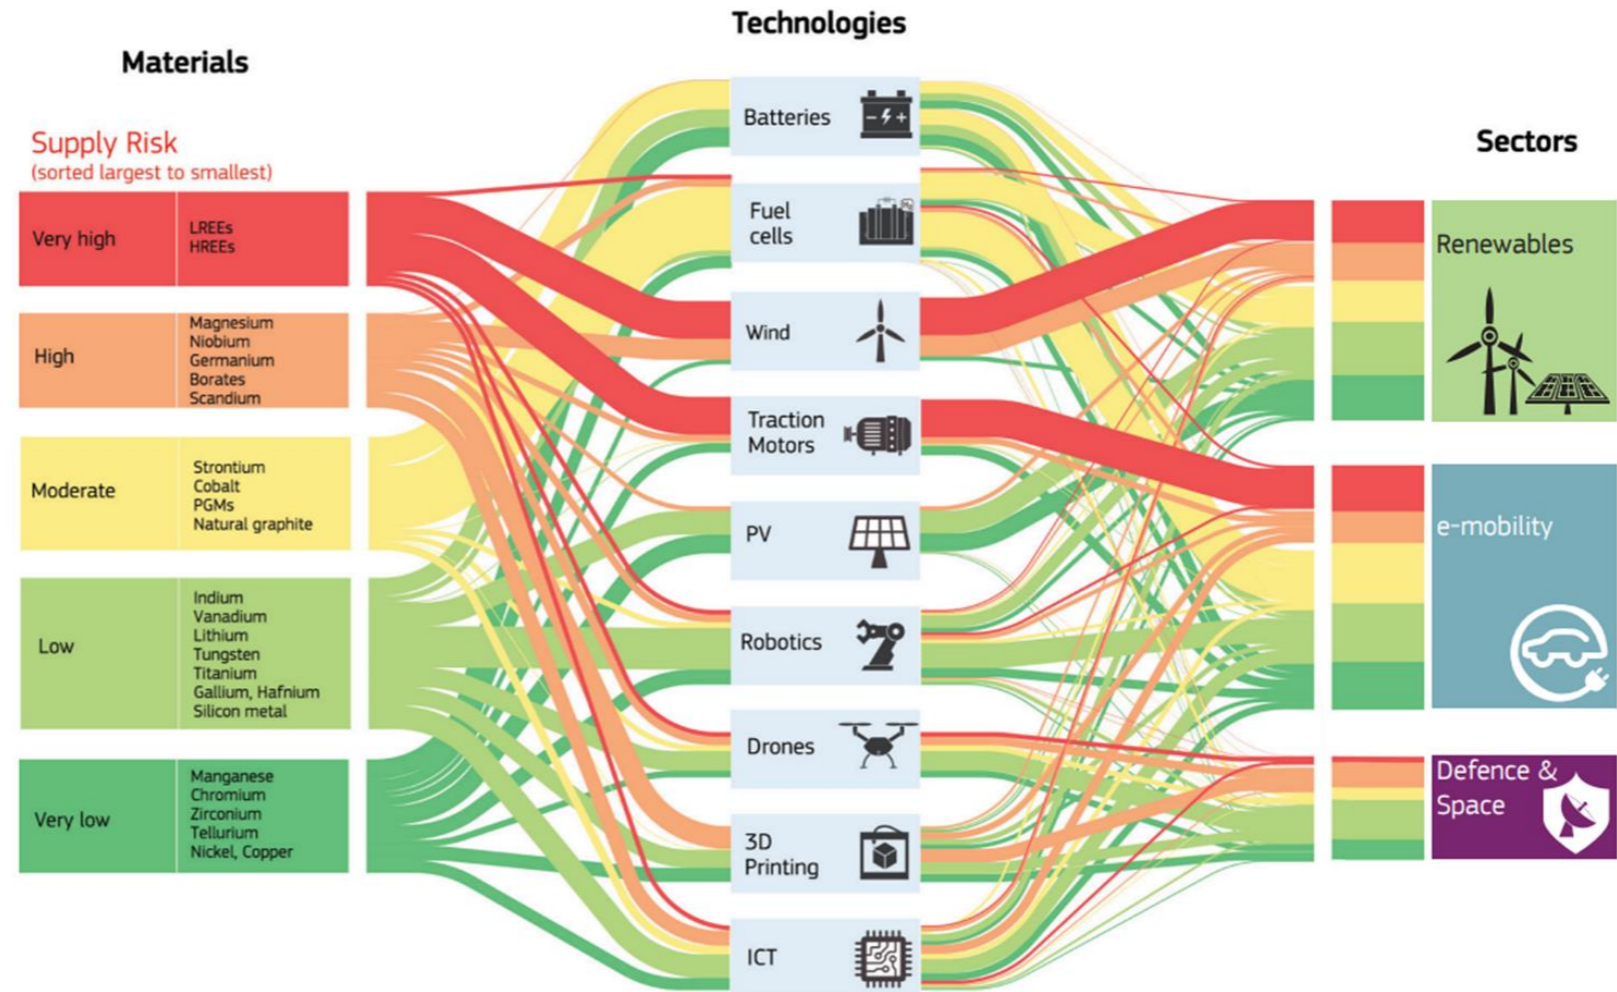 Materials
Technologies
Sectors
Supply Risk
(sorted largest to smallest)
Very high
LREEs
HREEs
High
Magnesium
Niobium
Germanium
Borates
Scandium
Moderate
Strontium
Cobalt
PGMs
Natural graphite
Low
Indium
Vanadium
Lithium
Tungsten
Titanium
Gallium, Hafnium
Silicon metal
Very low
Manganese
Chromium
Zirconium
Tellurium
Nickel, Copper
Batteries
Fuel
cells
Wind
Traction
Motors
PV
Robotics
Drones
3D
Printing
ICT
Renewables
e-mobility
Defence &
Space